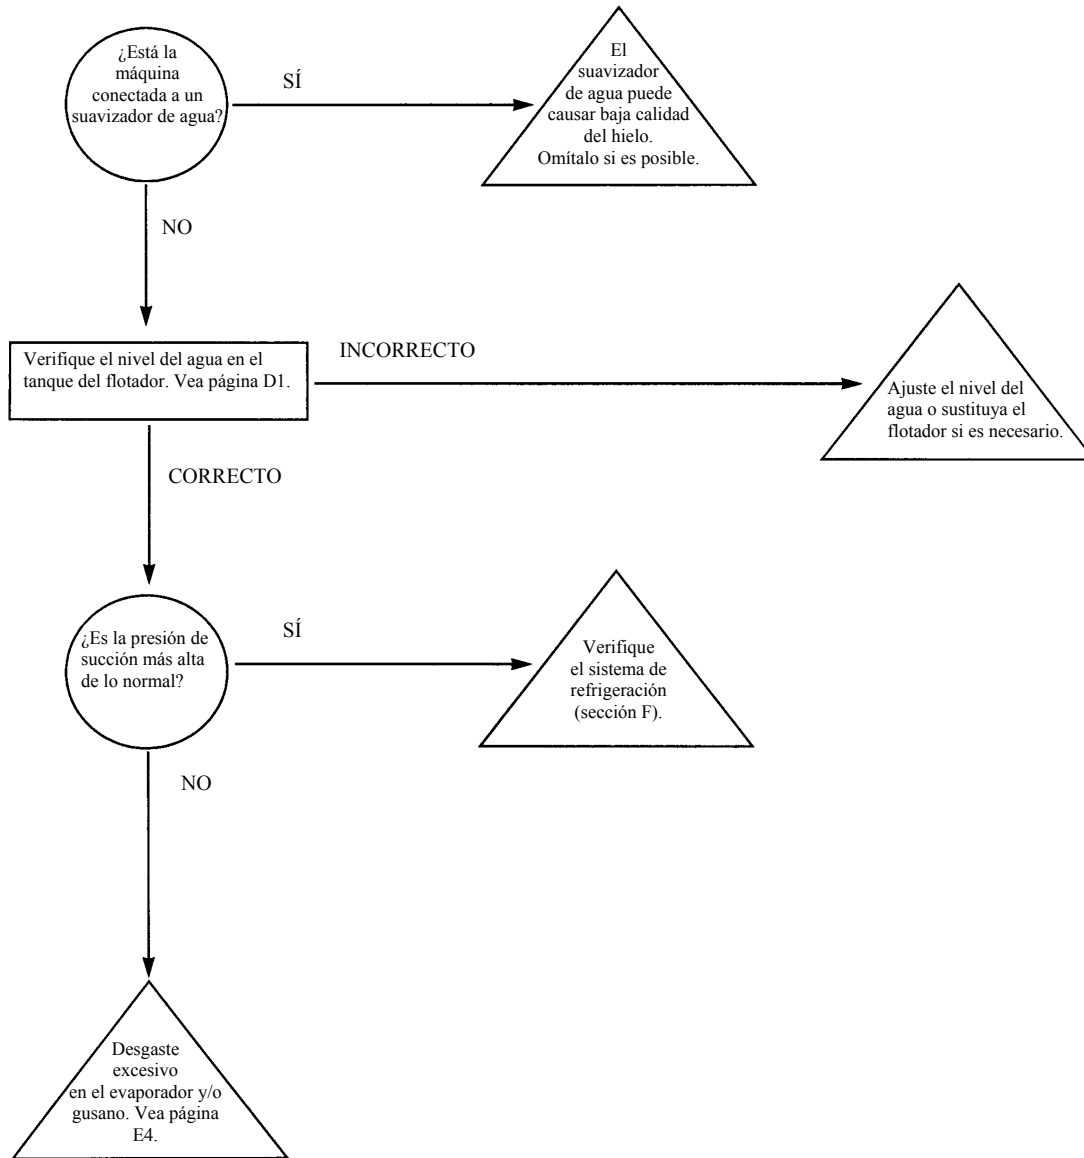 ¿Está la
máquina
conectada a un
suavizador de agua?
SÍ
El
suavizador
de agua puede
causar baja calidad
del hielo.
Omítalo si es posible.
NO
Verifique el nivel del agua en el
tanque del flotador. Vea página D1.
INCORRECTO
Ajuste el nivel del
agua o sustituya el
flotador si es necesario.
CORRECTO
¿Es la presión de
succión más alta
de lo normal?
SÍ
Verifique
el sistema de
refrigeración
(sección F).
NO
Desgaste
excesivo
en el evaporador y/o
gusano. Vea página
E4.